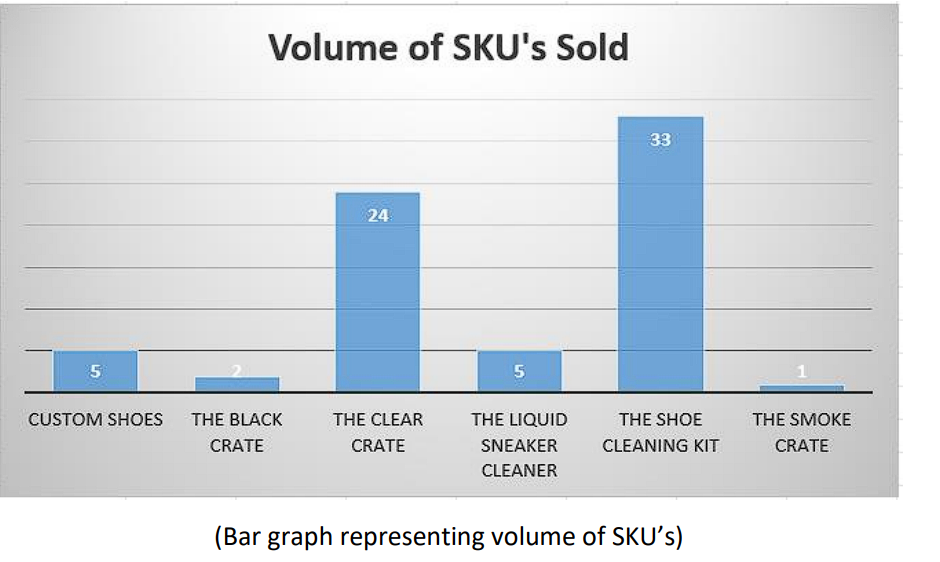 Volume of SKU's Sold
33
24
5
2
5
1
CUSTOM SHOES
THE BLACK
CRATE
THE CLEAR
CRATE
THE LIQUID
SNEAKER
CLEANER
THE SHOE
CLEANING KIT
THE SMOKE
CRATE
(Bar graph representing volume of SKU’s)